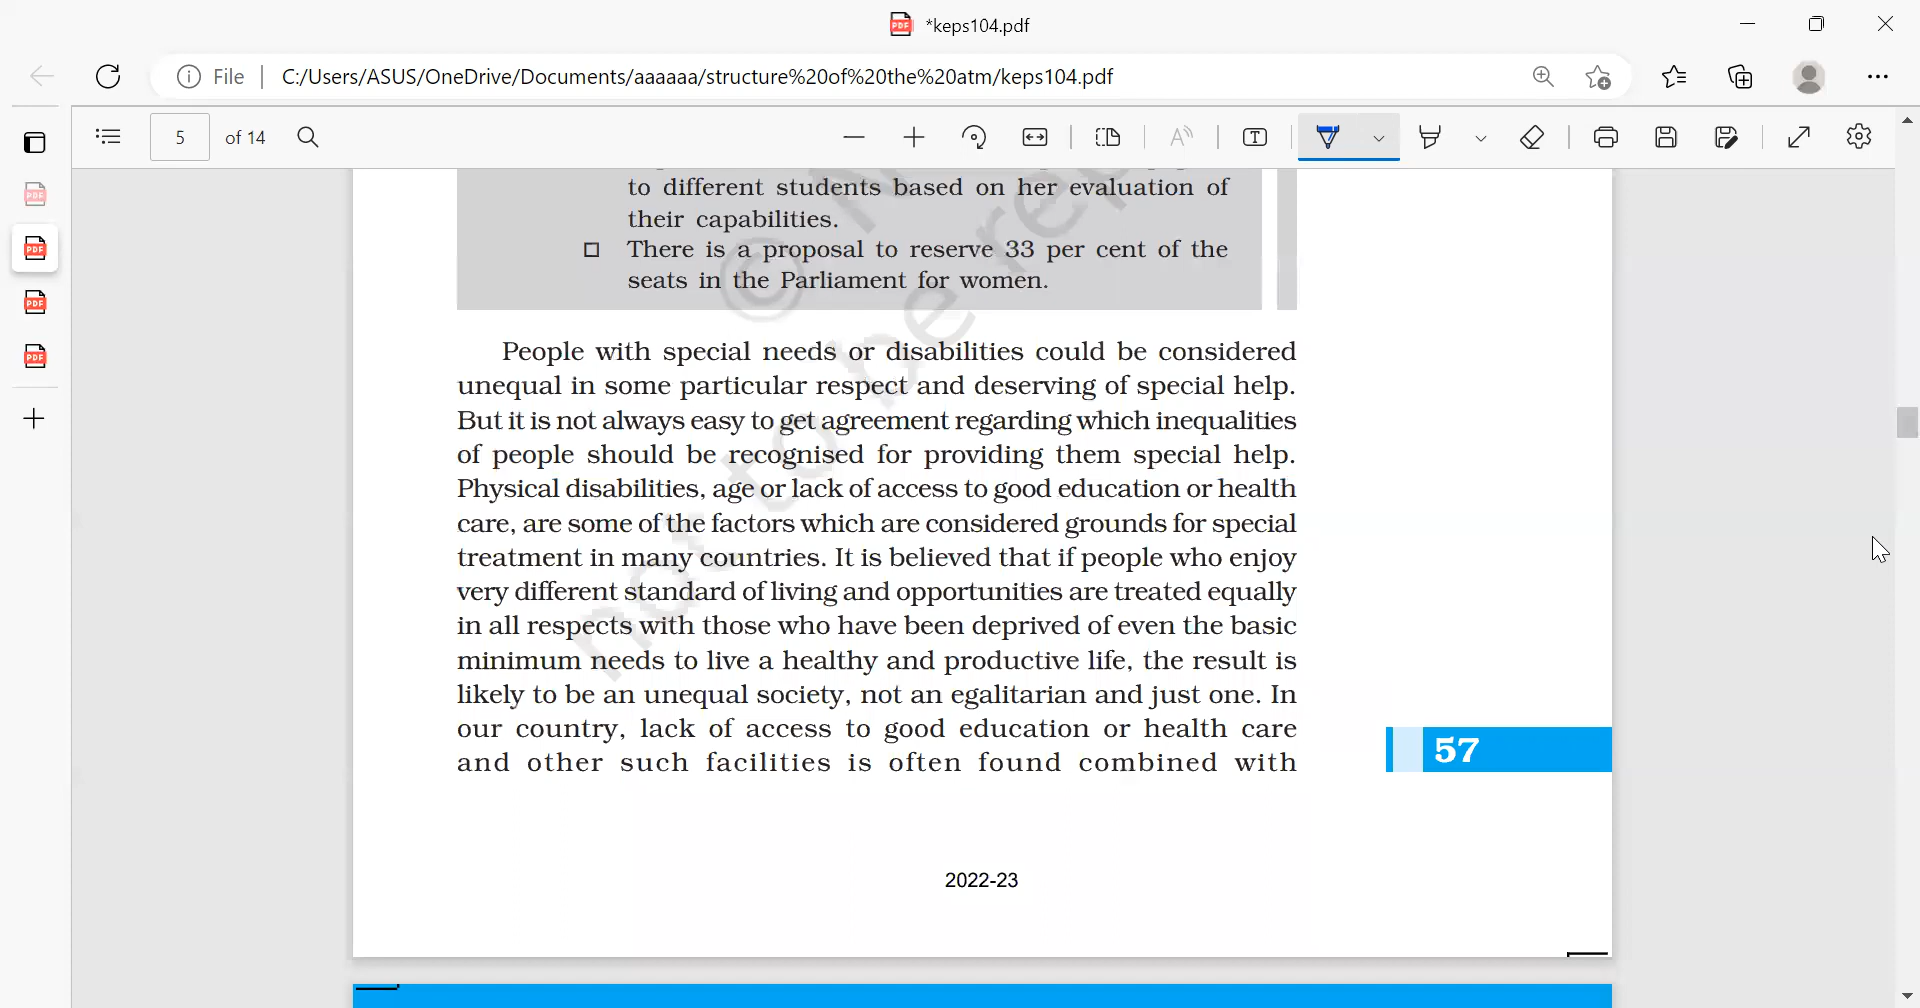 *keps104.pdf
File
C:/Users/ASUS/OneDrive/Documents/aaaaaa/structure%20of%20the%20atm/keps104.pdf
5 of 14
to different students based on her evaluation of
their capabilities.
There is a proposal to reserve 33 per cent of the
seats in the Parliament for women.
People with special needs or disabilities could be considered
unequal in some particular respect and deserving of special help.
But it is not always easy to get agreement regarding which inequalities
of people should be recognised for providing them special help.
Physical disabilities, age or lack of access to good education or health
care, are some of the factors which are considered grounds for special
treatment in many countries. It is believed that if people who enjoy
very different standard of living and opportunities are treated equally
in all respects with those who have been deprived of even the basic
minimum needs to live a healthy and productive life, the result is
likely to be an unequal society, not an egalitarian and just one. In
our country, lack of access to good education or health care
and other such facilities is often found combined with
57
2022-23
not to be